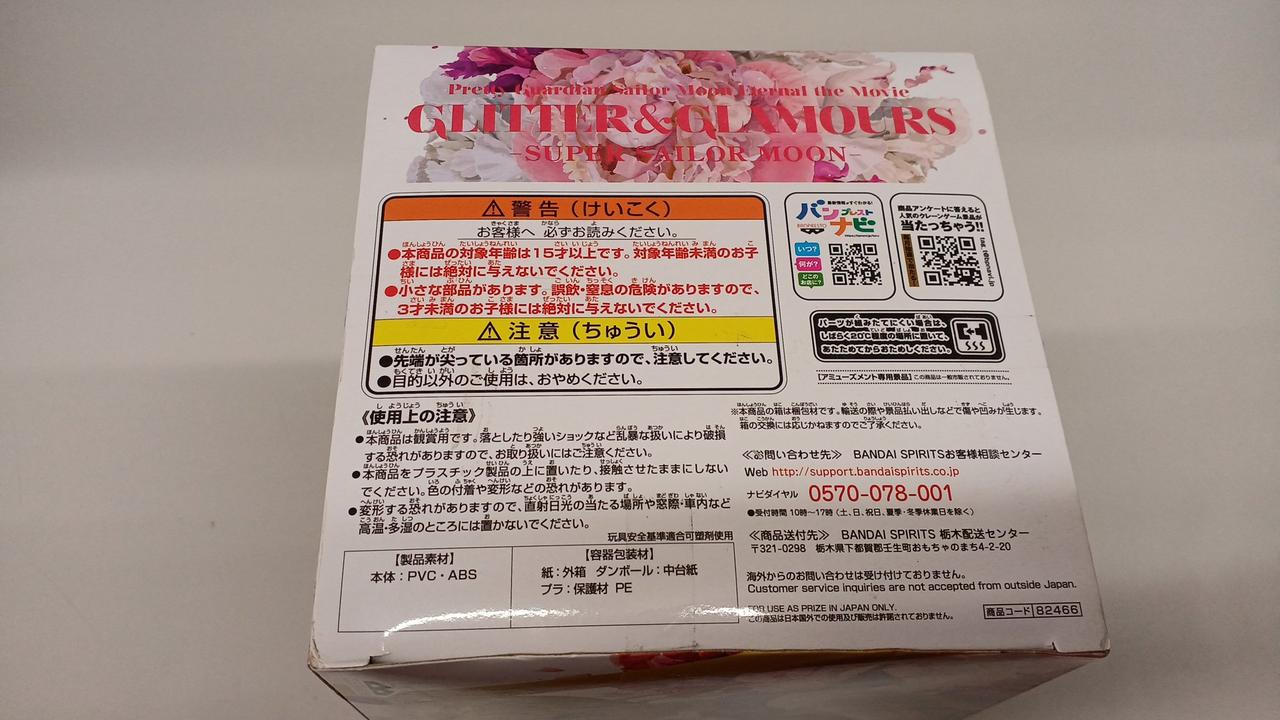 Pretty Guardian Sailor Moon Eternal the Movie
GLITTER&GLAMOURS
-SUPER SAILOR MOON-
⚠警告（けいこく）
お客様へ 必ずお読みください。
●本商品の対象年齢は15才以上です。対象年齢未満のお子
様には絶対に与えないでください。
●小さな部品があります。誤飲・窒息の危険がありますので、
3才未満のお子様には絶対に与えないでください。
⚠注意（ちゅうい）
●先端が尖っている箇所がありますので、注意してください。
●目的以外のご使用は、おやめください。
最新情報がすぐわかる!
バンプレストナビ
BANPRESTO
いつ?
何が?
どこのお店に?
商品アンケートに答えると
人気のクレーンゲーム景品が
当たっちゃう!!
パーツが組みたてにくい場合は、
しばらく20℃程度の場所に置いて、
あたためてからおためしください。
【アミューズメント専用景品】この商品は一般市販されておりません。
《使用上の注意》
●本商品は観賞用です。落としたり強いショックなど乱暴な扱いにより破損
する恐れがありますので、お取り扱いにはご注意ください。
●本商品をプラスチック製品の上に置いたり、接触させたままにしない
でください。色の付着や変形などの恐れがあります。
●変形する恐れがありますので、直射日光の当たる場所や窓際・車内など
高温・多湿のところには置かないでください。
玩具安全基準適合可塑剤使用
【製品素材】
本体：PVC・ABS
【容器包装材】
紙：外箱 ダンボール：中台紙
プラ：保護材 PE
※本商品の箱は梱包材です。輸送の際や景品払い出しなどで傷や凹みが生じます。
箱の交換には応じかねますのでご了承ください。
≪お問い合わせ先≫ BANDAI SPIRITSお客様相談センター
Web http://support.bandaispirits.co.jp
ナビダイヤル 0570-078-001
●受付時間 10時～17時（土、日、祝日、夏季・冬季休業日を除く）
≪商品送付先≫ BANDAI SPIRITS 栃木配送センター
〒321-0298 栃木県下都賀郡壬生町おもちゃのまち4-2-20
海外からのお問い合わせは受け付けておりません。
Customer service inquiries are not accepted from outside Japan.
FOR USE AS PRIZE IN JAPAN ONLY.
この商品は日本国外での使用及び販売は許諾されておりません。
商品コード 82466